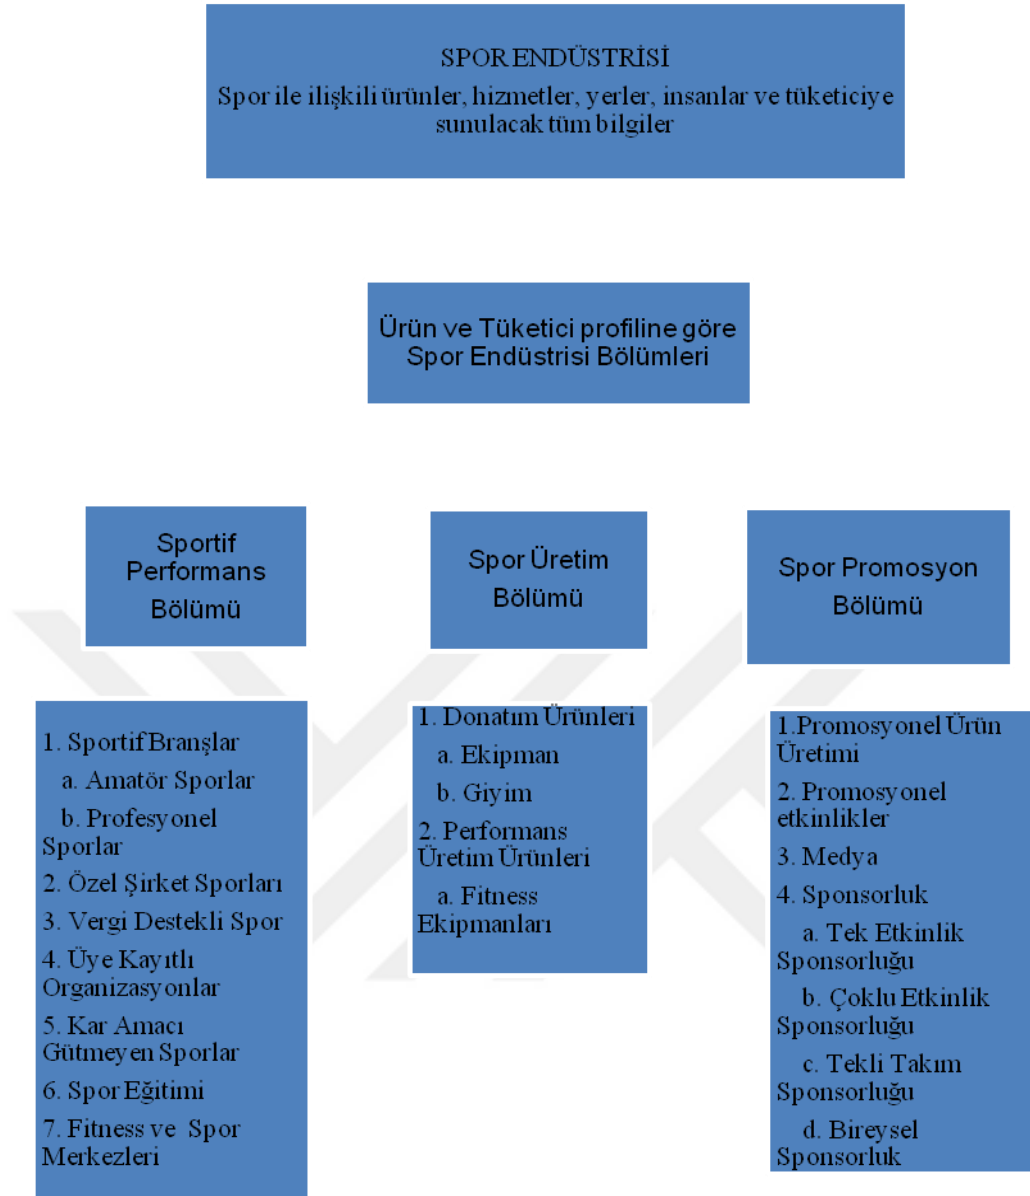 SPOR ENDÜSTRİSİ
Spor ile ilişkili ürünler, hizmetler, yerler, insanlar ve tüketiciye
sunulacak tüm bilgiler
Ürün ve Tüketici profiline göre
Spor Endüstrisi Bölümleri
Sportif
Performans
Bölümü
Spor Üretim
Bölümü
Spor Promosyon
Bölümü
1. Sportif Branşlar
a. Amatör Sporlar
b. Profesyonel
Sporlar
2. Özel Şirket Sporları
3. Vergi Destekli Spor
4. Üye Kayıtlı
Organizasyonlar
5. Kar Amacı
Gütmeyen Sporlar
6. Spor Eğitimi
7. Fitness ve Spor
Merkezleri
1. Donatım Ürünleri
a. Ekipman
b. Giyim
2. Performans
Üretim Ürünleri
a. Fitness
Ekipmanları
1.Promosyonel Ürün
Üretimi
2. Promosyonel
etkinlikler
3. Medya
4. Sponsorluk
a. Tek Etkinlik
Sponsorluğu
b. Çoklu Etkinlik
Sponsorluğu
c. Tekli Takım
Sponsorluğu
d. Bireysel
Sponsorluk